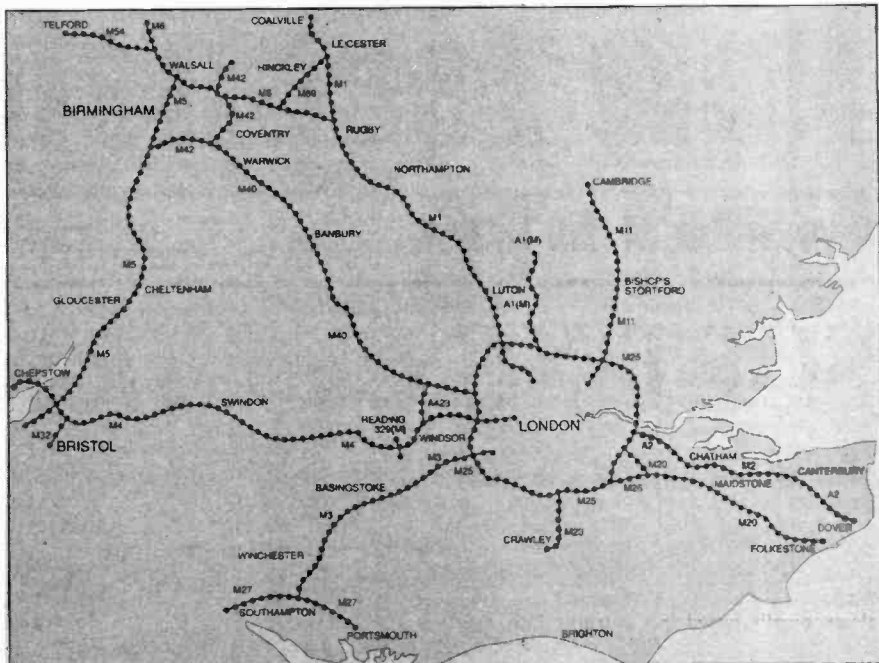 COALVILLE
TELFORD
M6
M54
LEICESTER
WALSALL
HINCKLEY
M42
M5
M6
M69
M1
BIRMINGHAM
M42
RUGBY
COVENTRY
M42
WARWICK
M40
NORTHAMPTON
CAMBRIDGE
M1
BANBURY
A1(M)
M11
M5
CHELTENHAM
GLOUCESTER
LUTON
BISHOP'S
STORTFORD
A1(M)
M11
M40
M5
M25
CHEPSTOW
SWINDON
A423
READING
329(M)
LONDON
M4
M32
BRISTOL
M4
WINDSOR
A2
CHATHAM
M3
M25
M20
M2
CANTERBURY
BASINGSTOKE
M25
M26
MAIDSTONE
A2
M3
M20
DOVER
CRAWLEY
M23
FOLKESTONE
WINCHESTER
M27
SOUTHAMPTON
M27
PORTSMOUTH
BRIGHTON